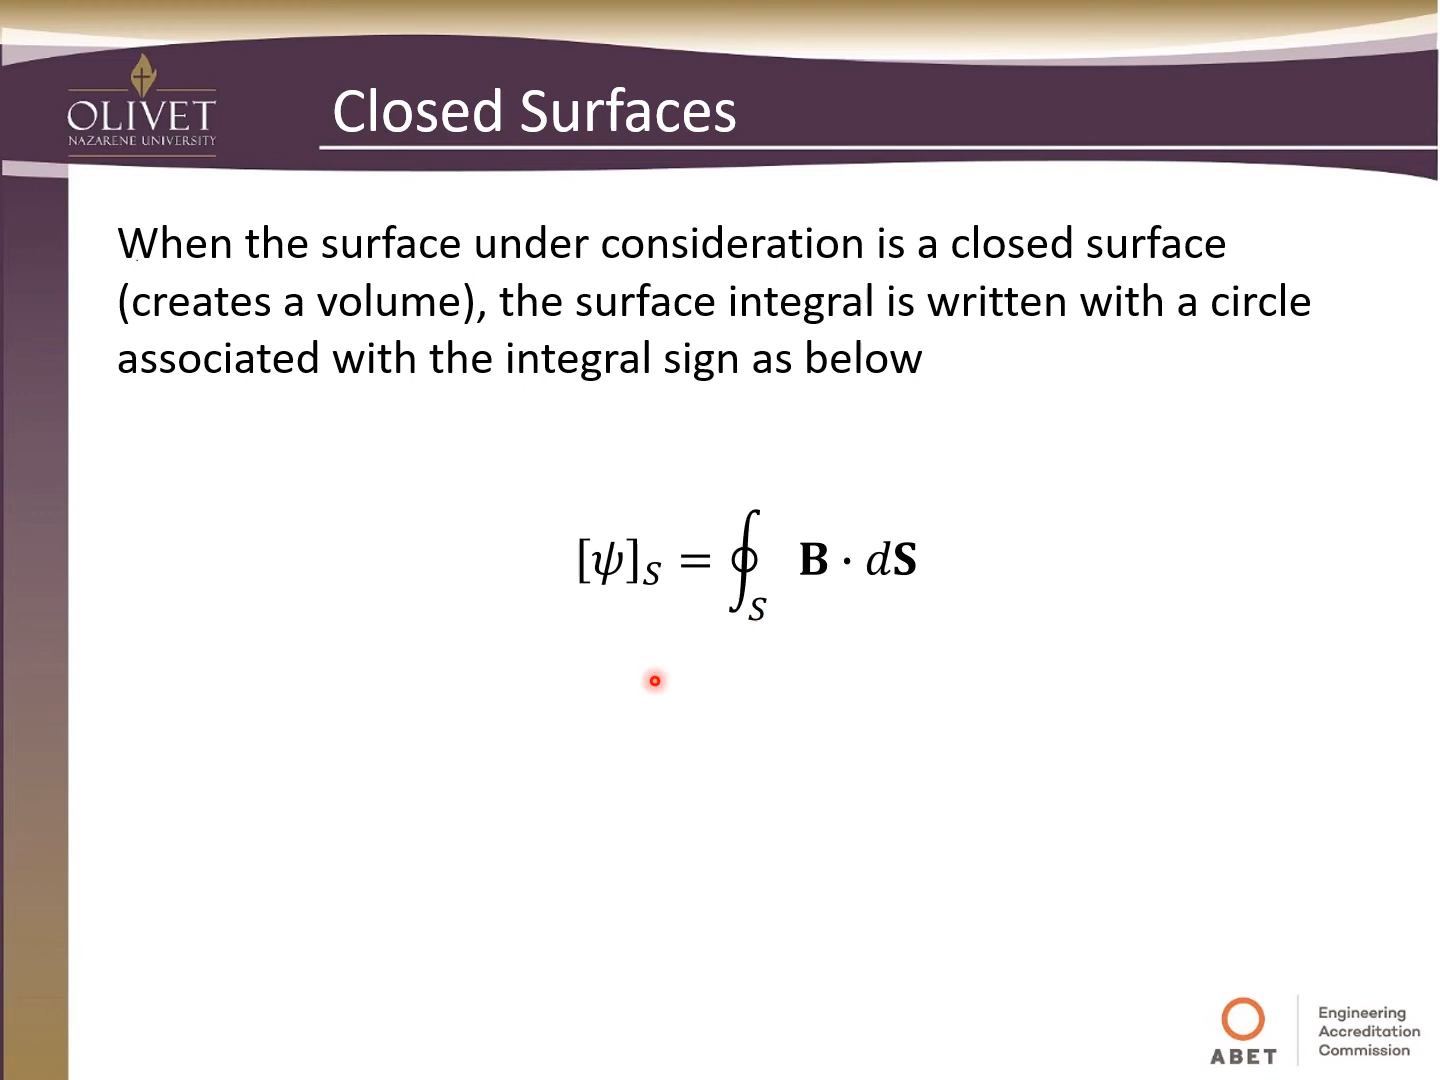 OLIVET
NAZARENE UNIVERSITY
Closed Surfaces
When the surface under consideration is a closed surface
(creates a volume), the surface integral is written with a circle
associated with the integral sign as below
[ψ]_S = ∮_S 𝐁 · d𝐒
ABET
Engineering
Accreditation
Commission